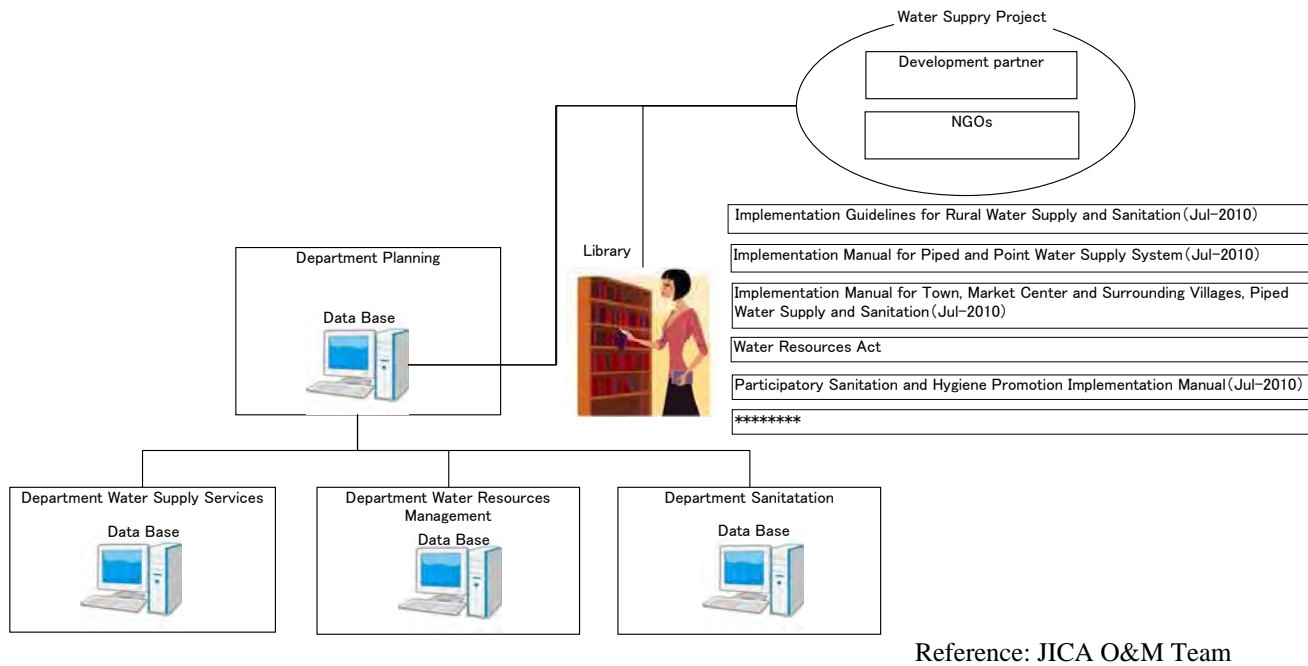 Water Suppry Project
Development partner
NGOs
Implementation Guidelines for Rural Water Supply and Sanitation(Jul-2010)
Library
Department Planning
Implementation Manual for Piped and Point Water Supply System(Jul-2010)
Implementation Manual for Town, Market Center and Surrounding Villages, Piped
Water Supply and Sanitation(Jul-2010)
Data Base
Water Resources Act
Participatory Sanitation and Hygiene Promotion Implementation Manual(Jul-2010)
********
Department Water Supply Services
Data Base
Department Water Resources
Management
Data Base
Department Sanitatation
Data Base
Reference: JICA O&M Team